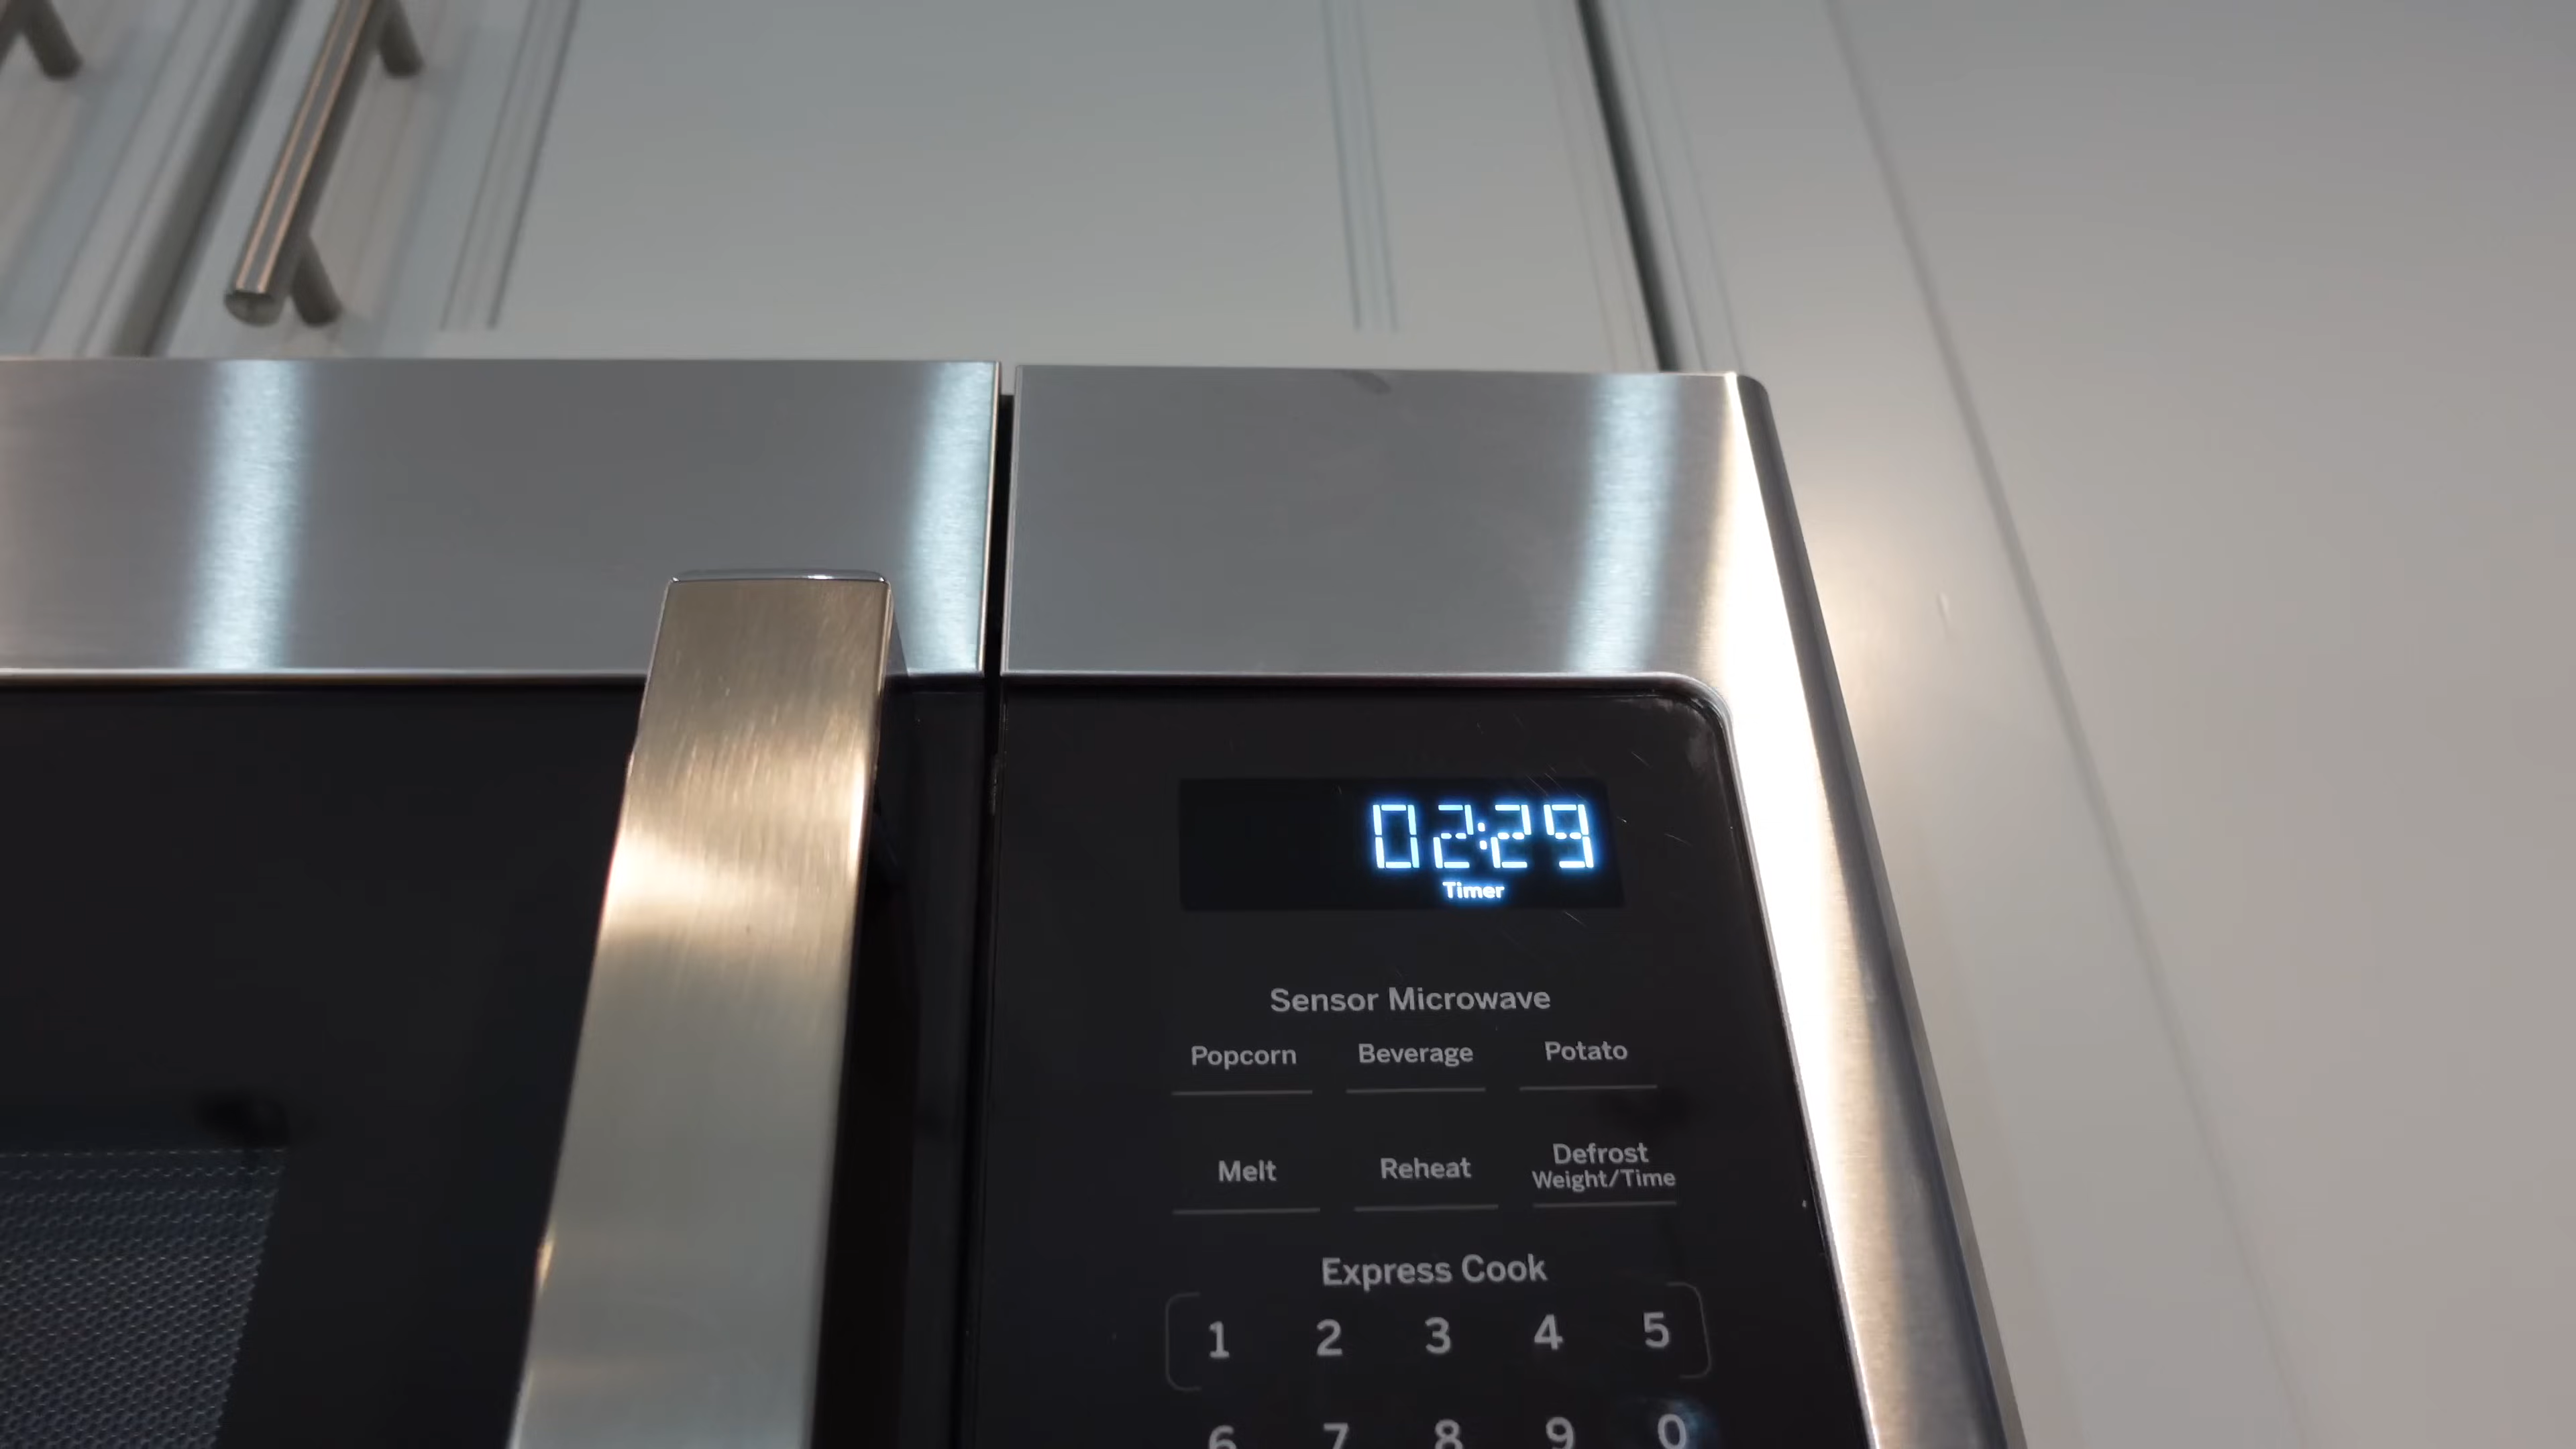 02:29
Timer
Sensor Microwave
Popcorn Beverage Potato
Melt Reheat Defrost
Weight/Time
Express Cook
1 2 3 4 5
6 7 8 9 0